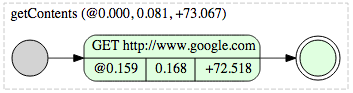 getContents (@0.000, 0.081, +73.067)
GET http://www.google.com
@0.159 0.168 +72.518